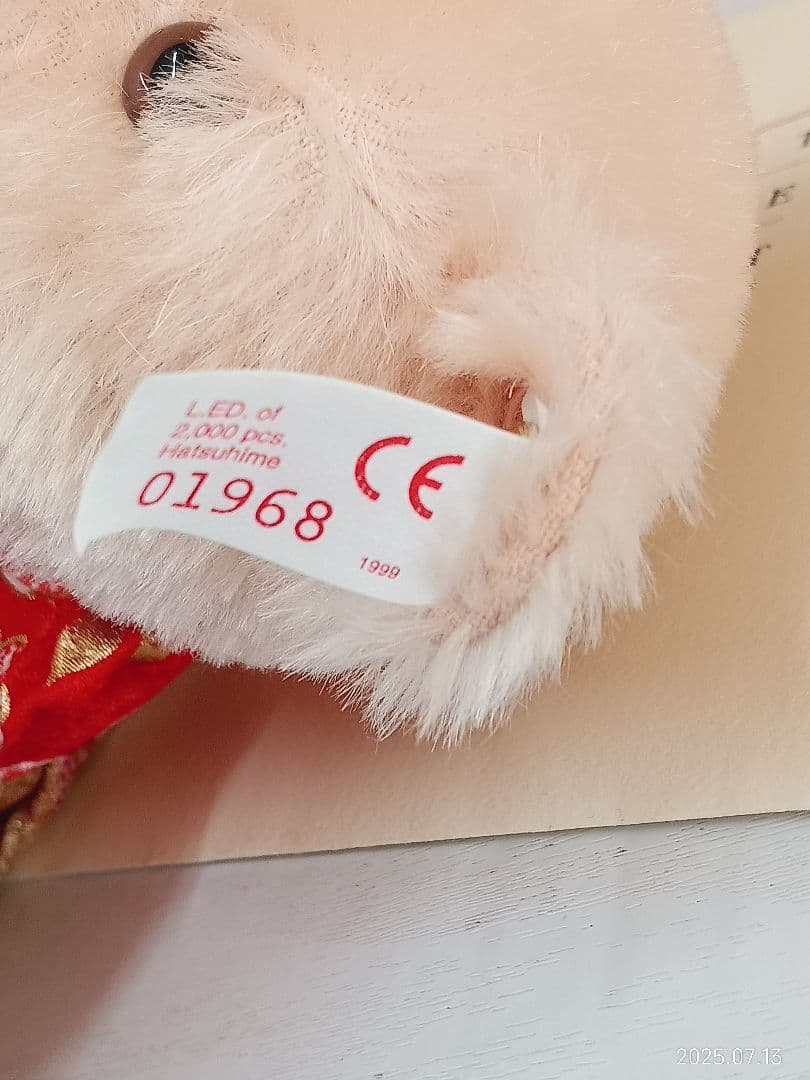 L.ED. of
2,000 pcs.
Hatsuhime
01968
CE
1999
2025.07.13